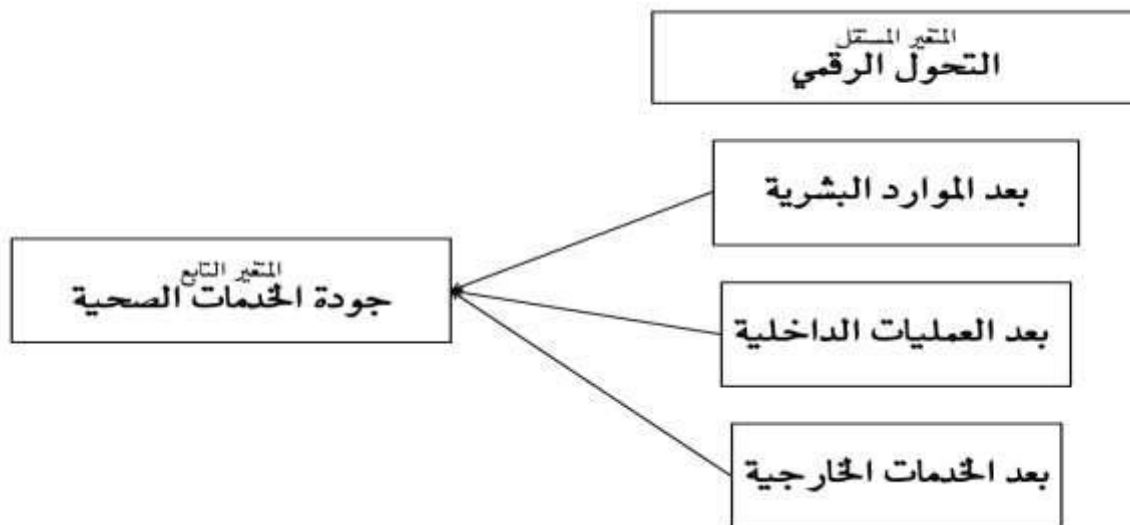 المتغير المستقل
التحول الرقمي
بعد الموارد البشرية
المتغير التابع
جودة الخدمات الصحية
بعد العمليات الداخلية
بعد الخدمات الخارجية